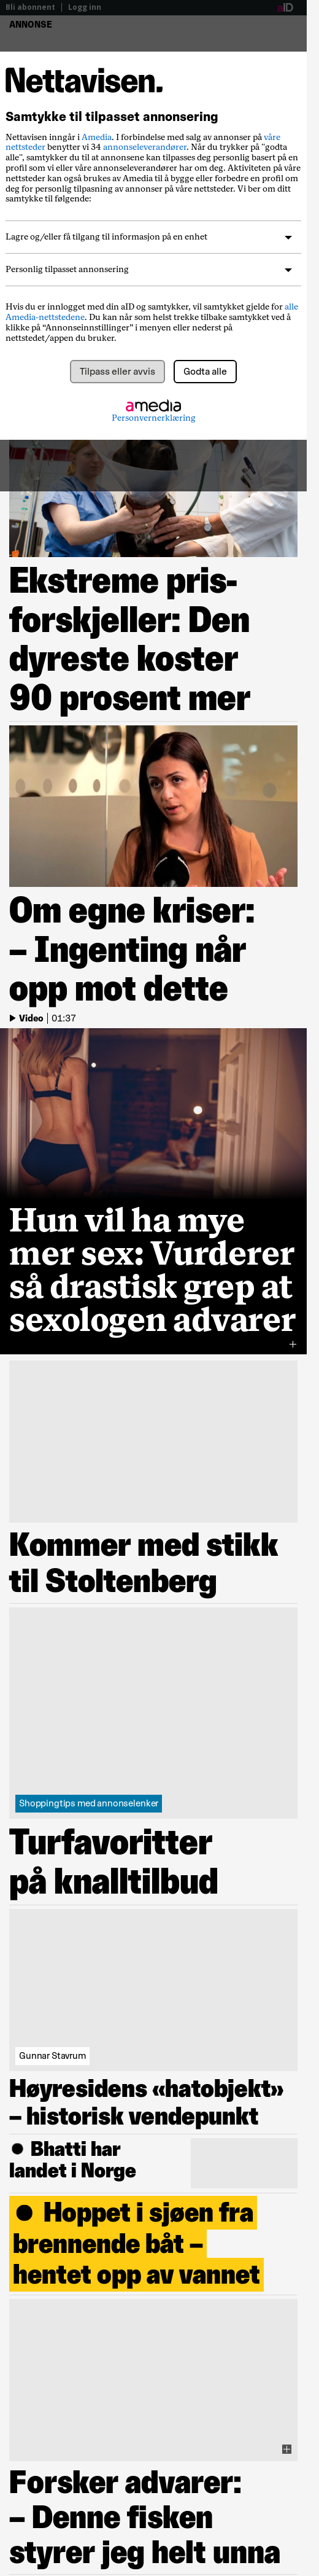 Bli abonnent | Logg inn
aID
ANNONSE
Nettavisen.
Samtykke til tilpasset annonsering
Nettavisen inngår i Amedia. I forbindelse med salg av annonser på våre
nettsteder benytter vi 34 annonseleverandører. Når du trykker på "godta
alle", samtykker du til at annonsene kan tilpasses deg personlig basert på en
profil som vi eller våre annonseleverandører har om deg. Aktiviteten på våre
nettsteder kan også brukes av Amedia til å bygge eller forbedre en profil om
deg for personlig tilpasning av annonser på våre nettsteder. Vi ber om ditt
samtykke til følgende:
Lagre og/eller få tilgang til informasjon på en enhet
Personlig tilpasset annonsering
Hvis du er innlogget med din aID og samtykker, vil samtykket gjelde for alle
Amedia-nettstedene. Du kan når som helst trekke tilbake samtykket ved å
klikke på “Annonseinnstillinger” i menyen eller nederst på
nettstedet/appen du bruker.
Tilpass eller avvis
Godta alle
amedia
Personvernerklæring
Ekstreme pris-
forskjeller: Den
dyreste koster
90 prosent mer
Om egne kriser:
– Ingenting når
opp mot dette
Video | 01:37
Hun vil ha mye
mer sex: Vurderer
så drastisk grep at
sexologen advarer
Kommer med stikk
til Stoltenberg
Shoppingtips med annonselenker
Turfavoritter
på knalltilbud
Gunnar Stavrum
Høyresidens «hatobjekt»
– historisk vendepunkt
Bhatti har
landet i Norge
Hoppet i sjøen fra
brennende båt –
hentet opp av vannet
Forsker advarer:
– Denne fisken
styrer jeg helt unna